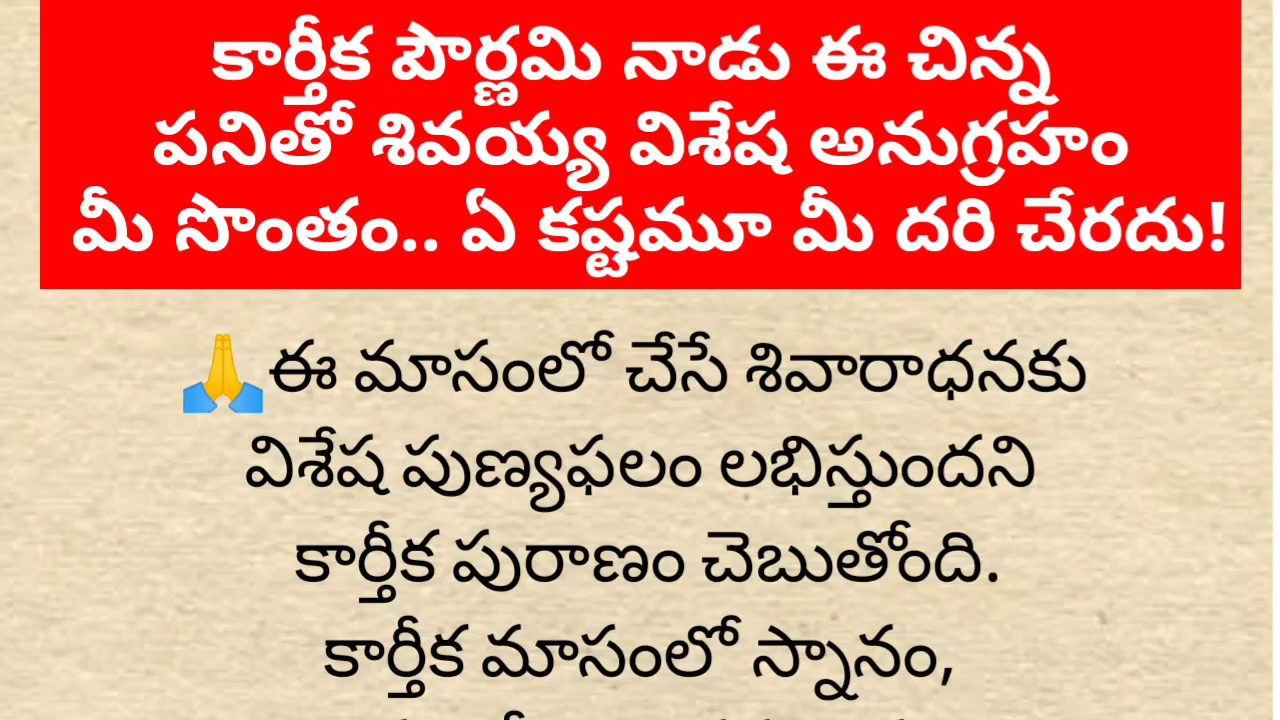 కార్తీక పౌర్ణమి నాడు ఈ చిన్న
పనితో శివయ్య విశేష అనుగ్రహం
మీ సొంతం.. ఏ కష్టమూ మీ దరి చేరదు!
🙏ఈ మాసంలో చేసే శివారాధనకు
విశేష పుణ్యఫలం లభిస్తుందని
కార్తీక పురాణం చెబుతోంది.
కార్తీక మాసంలో స్నానం,